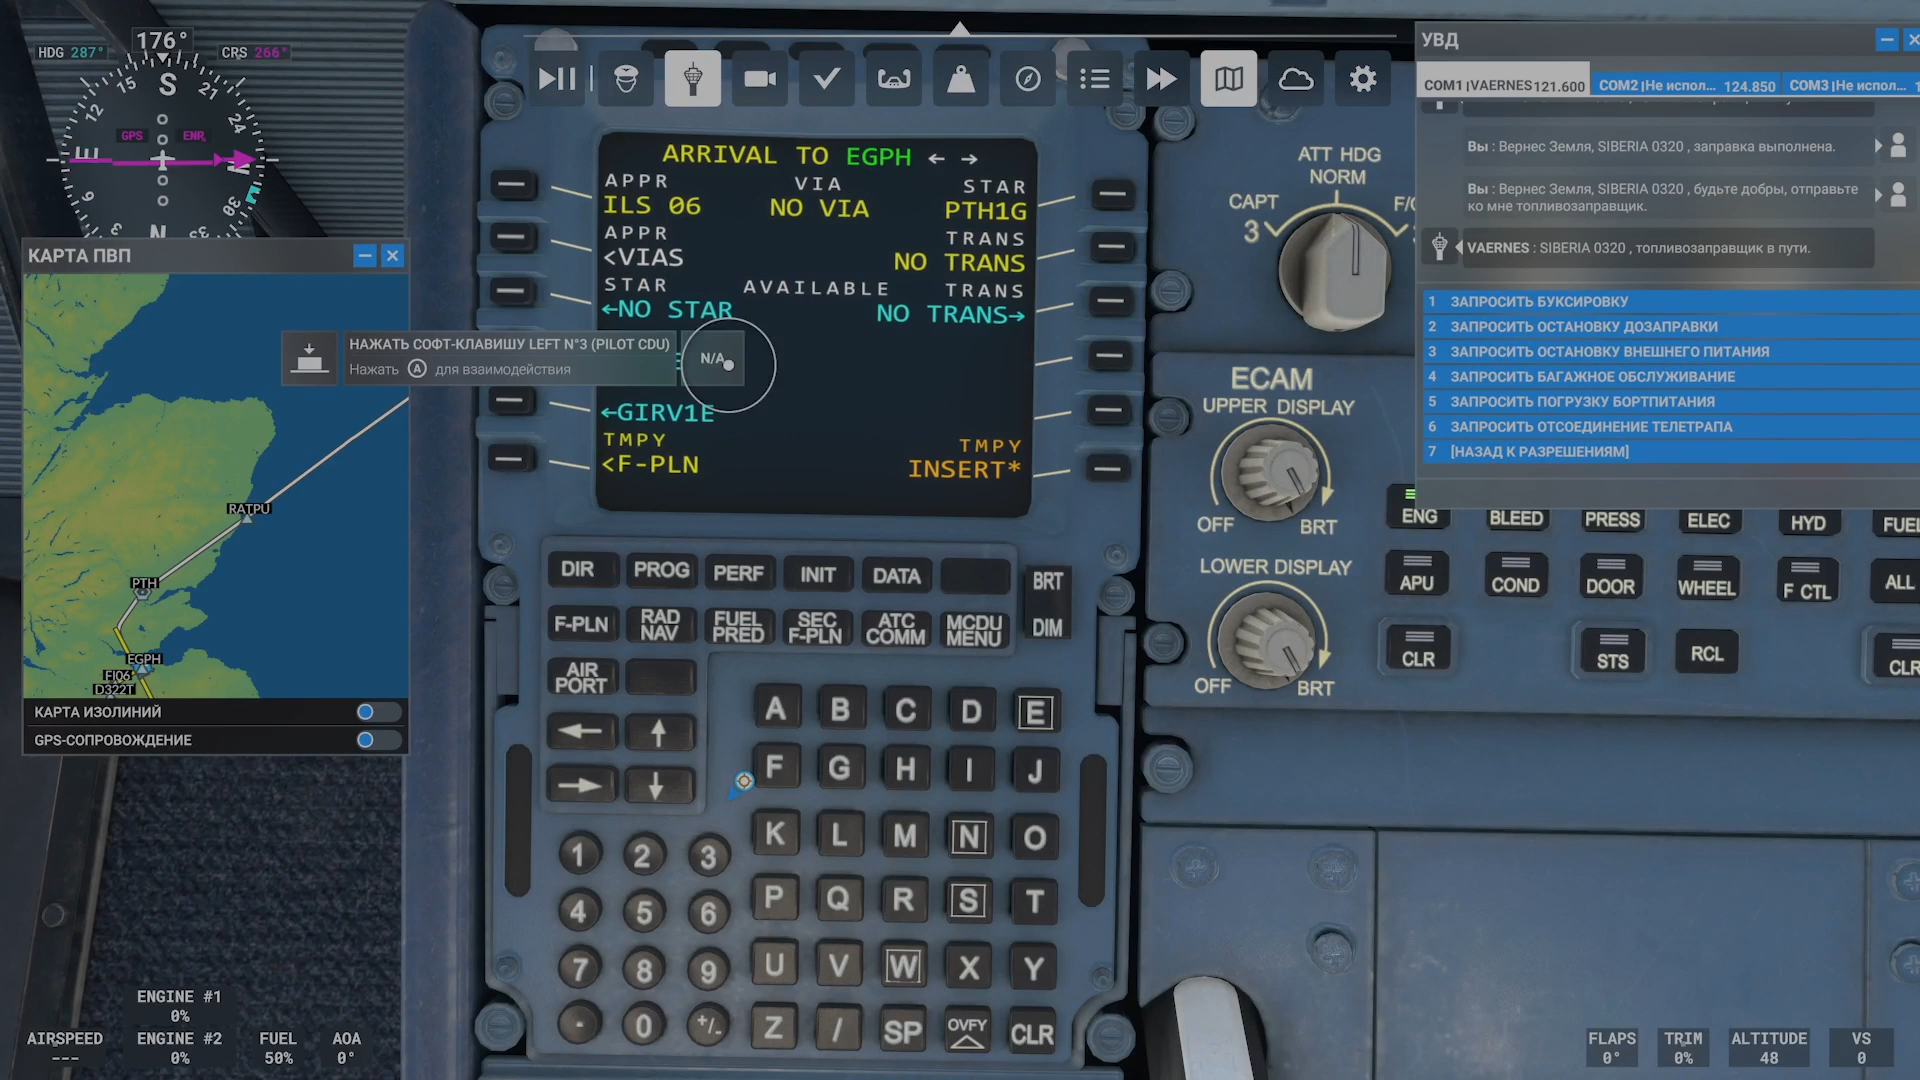 HDG 287°
176°
CRS 266°
S
15
21
12
24
E
GPS
ENR
9
30
N
33
КАРТА ПВП
RATPU
PTH
EGPH
FI06
D322T
КАРТА ИЗОЛИНИЙ
GPS-СОПРОВОЖДЕНИЕ
НАЖАТЬ СОФТ-КЛАВИШУ LEFT N°3 (PILOT CDU)
Нажать A для взаимодействия
N/A
ARRIVAL TO EGPH ← →
APPR VIA STAR
ILS 06 NO VIA PTH1G
APPR TRANS
<VIAS NO TRANS
STAR AVAILABLE TRANS
←NO STAR NO TRANS→
←GIRV1E
TMPY TMPY
<F-PLN INSERT*
DIR PROG PERF INIT DATA
BRT
DIM
F-PLN RAD NAV FUEL PRED SEC F-PLN ATC COMM MCDU MENU
AIR PORT
← ↑
→ ↓
A B C D E
F G H I J
K L M N O
P Q R S T
U V W X Y
Z / SP OVFY CLR
1 2 3
4 5 6
7 8 9
· 0 +/-
ATT HDG
NORM
CAPT
3
ECAM
UPPER DISPLAY
OFF BRT
LOWER DISPLAY
OFF BRT
ENG BLEED PRESS ELEC HYD FUEL
APU COND DOOR WHEEL F CTL ALL
CLR STS RCL CLR
УВД
COM1 |VAERNES 121.600
COM2 |Не испол... 124.850
COM3 |Не испол...
Вы : Вернес Земля, SIBERIA 0320 , заправка выполнена.
Вы : Вернес Земля, SIBERIA 0320 , будьте добры, отправьте
ко мне топливозаправщик.
VAERNES : SIBERIA 0320 , топливозаправщик в пути.
1 ЗАПРОСИТЬ БУКСИРОВКУ
2 ЗАПРОСИТЬ ОСТАНОВКУ ДОЗАПРАВКИ
3 ЗАПРОСИТЬ ОСТАНОВКУ ВНЕШНЕГО ПИТАНИЯ
4 ЗАПРОСИТЬ БАГАЖНОЕ ОБСЛУЖИВАНИЕ
5 ЗАПРОСИТЬ ПОГРУЗКУ БОРТПИТАНИЯ
6 ЗАПРОСИТЬ ОТСОЕДИНЕНИЕ ТЕЛЕТРАПА
7 [НАЗАД К РАЗРЕШЕНИЯМ]
AIRSPEED
---
ENGINE #1
0%
ENGINE #2
0%
FUEL
50%
AOA
0°
FLAPS
0°
TRIM
0%
ALTITUDE
48
VS
0